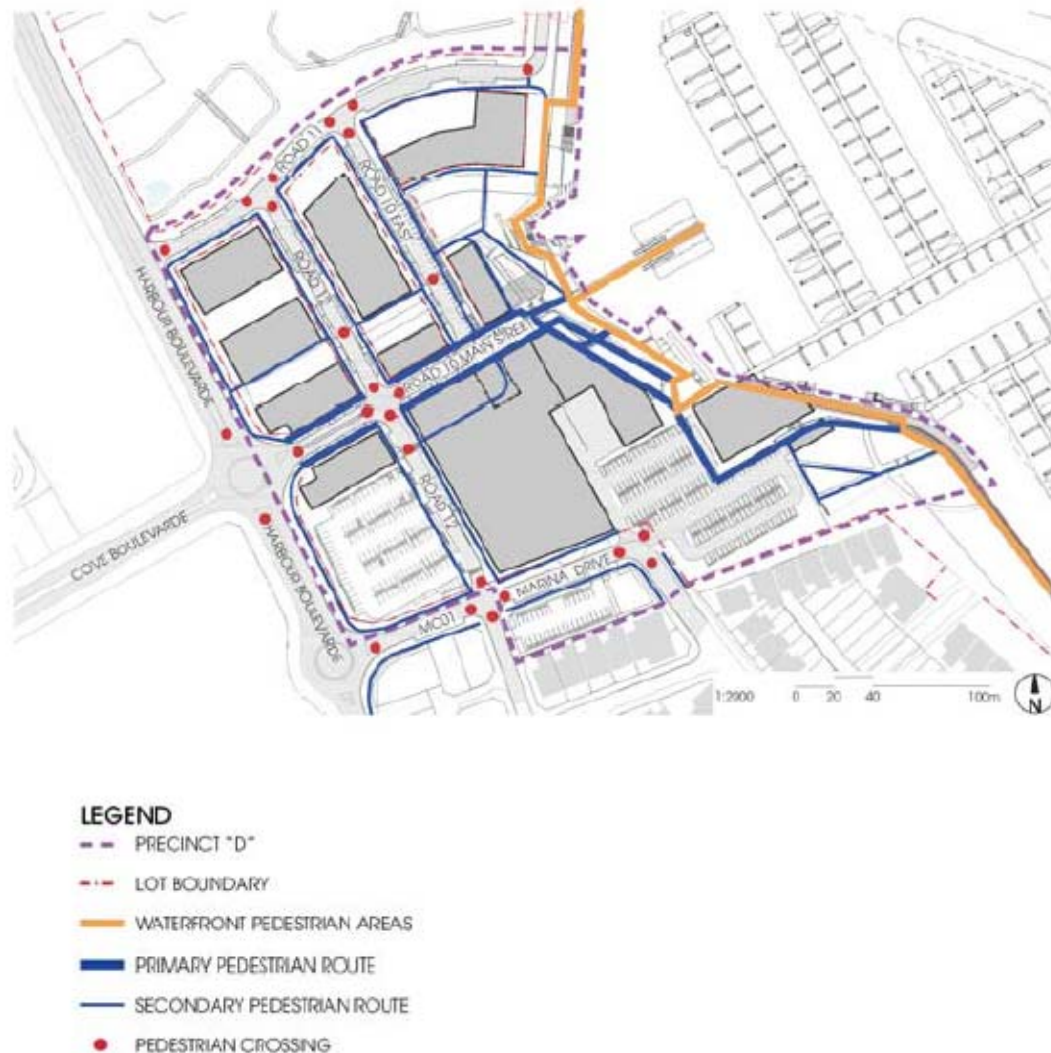 ROAD 11
ROAD 10 EAST
ROAD 12
HARBOUR BOULEVARDE
ROAD 10 MAIN STREET
ROAD 12
COVE BOULEVARDE
HARBOUR BOULEVARDE
MARINA DRIVE
MC01
1:2000 0 20 40 100m
N
LEGEND
PRECINCT "D"
LOT BOUNDARY
WATERFRONT PEDESTRIAN AREAS
PRIMARY PEDESTRIAN ROUTE
SECONDARY PEDESTRIAN ROUTE
PEDESTRIAN CROSSING